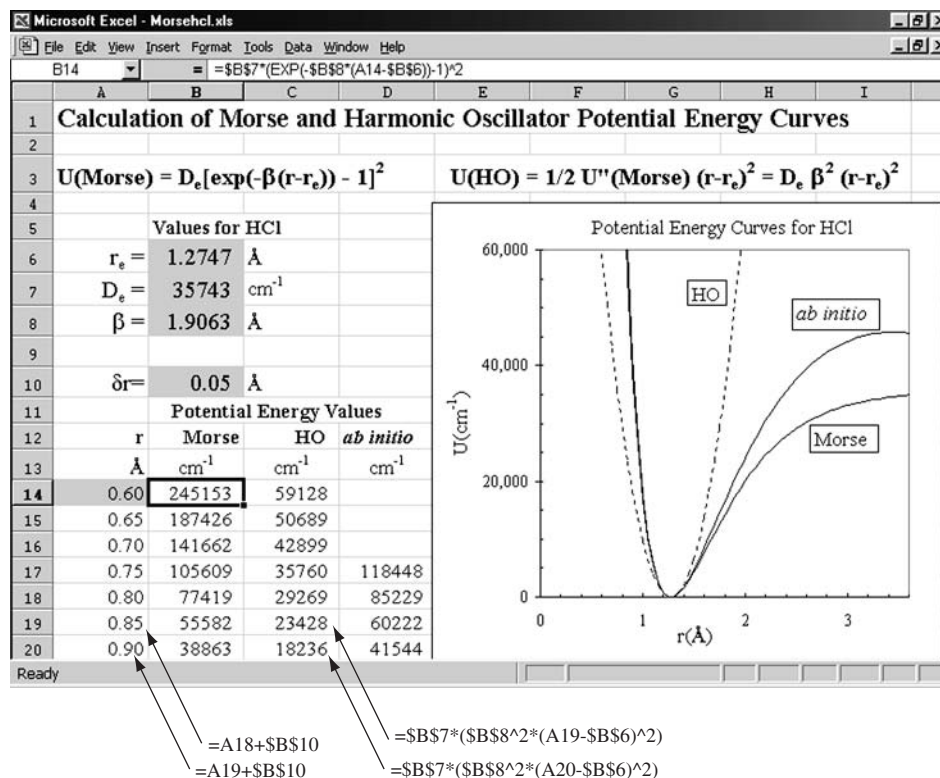 Microsoft Excel - Morsehcl.xls
File Edit View Insert Format Tools Data Window Help
B14 = =$B$7*(EXP(-$B$8*(A14-$B$6))-1)^2
A B C D E F G H I
1 Calculation of Morse and Harmonic Oscillator Potential Energy Curves
2
3 U(Morse) = Dₑ[exp(-β(r-rₑ)) - 1]² U(HO) = 1/2 U"(Morse) (r-rₑ)² = Dₑ β² (r-rₑ)²
4
5 Values for HCl
6 rₑ = 1.2747 Å
7 Dₑ = 35743 cm⁻¹
8 β = 1.9063 Å
9
10 δr= 0.05 Å
11 Potential Energy Values
12 r Morse HO ab initio
13 Å cm⁻¹ cm⁻¹ cm⁻¹
14 0.60 245153 59128
15 0.65 187426 50689
16 0.70 141662 42899
17 0.75 105609 35760 118448
18 0.80 77419 29269 85229
19 0.85 55582 23428 60222
20 0.90 38863 18236 41544
Potential Energy Curves for HCl
60,000
HO
ab initio
40,000
U(cm⁻¹)
Morse
20,000
0
0 1 2 3
r(Å)
Ready
=A18+$B$10
=A19+$B$10
=$B$7*($B$8^2*(A19-$B$6)^2)
=$B$7*($B$8^2*(A20-$B$6)^2)